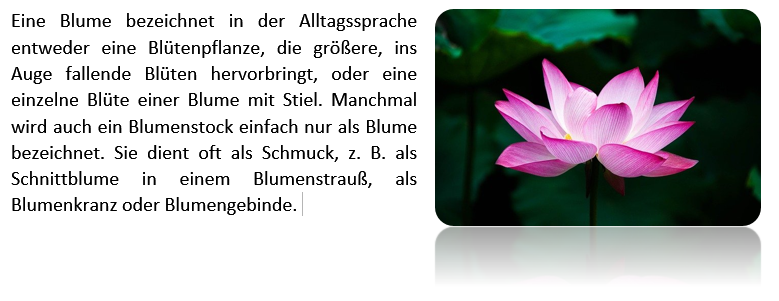 Eine Blume bezeichnet in der Alltagssprache
entweder eine Blütenpflanze, die größere, ins
Auge fallende Blüten hervorbringt, oder eine
einzelne Blüte einer Blume mit Stiel. Manchmal
wird auch ein Blumenstock einfach nur als Blume
bezeichnet. Sie dient oft als Schmuck, z. B. als
Schnittblume in einem Blumenstrauß, als
Blumenkranz oder Blumengebinde.